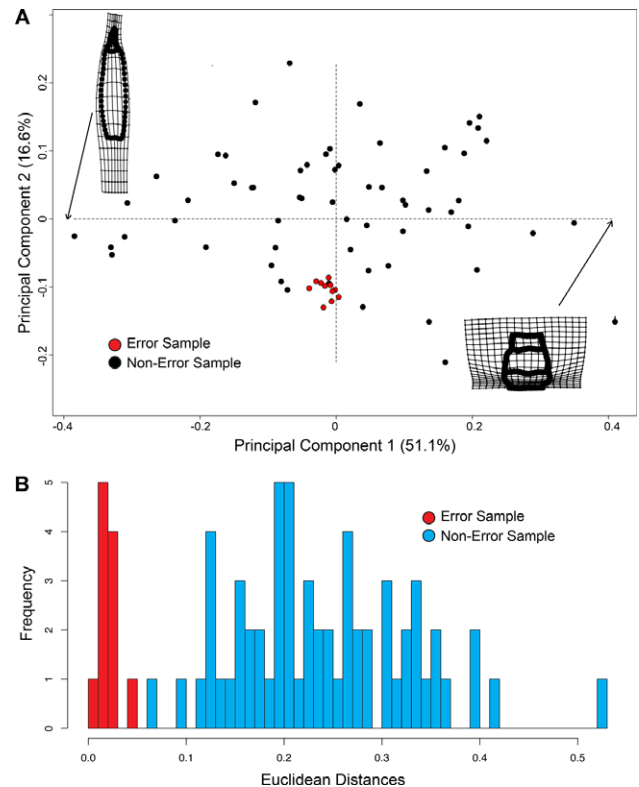 A
Principal Component 2 (16.6%)
0.2
0.1
0
-0.1
-0.2
Error Sample
Non-Error Sample
-0.4
-0.2
0
0.2
0.4
Principal Component 1 (51.1%)
B
Frequency
5
4
3
2
1
0
Error Sample
Non-Error Sample
0.0
0.1
0.2
0.3
0.4
0.5
Euclidean Distances